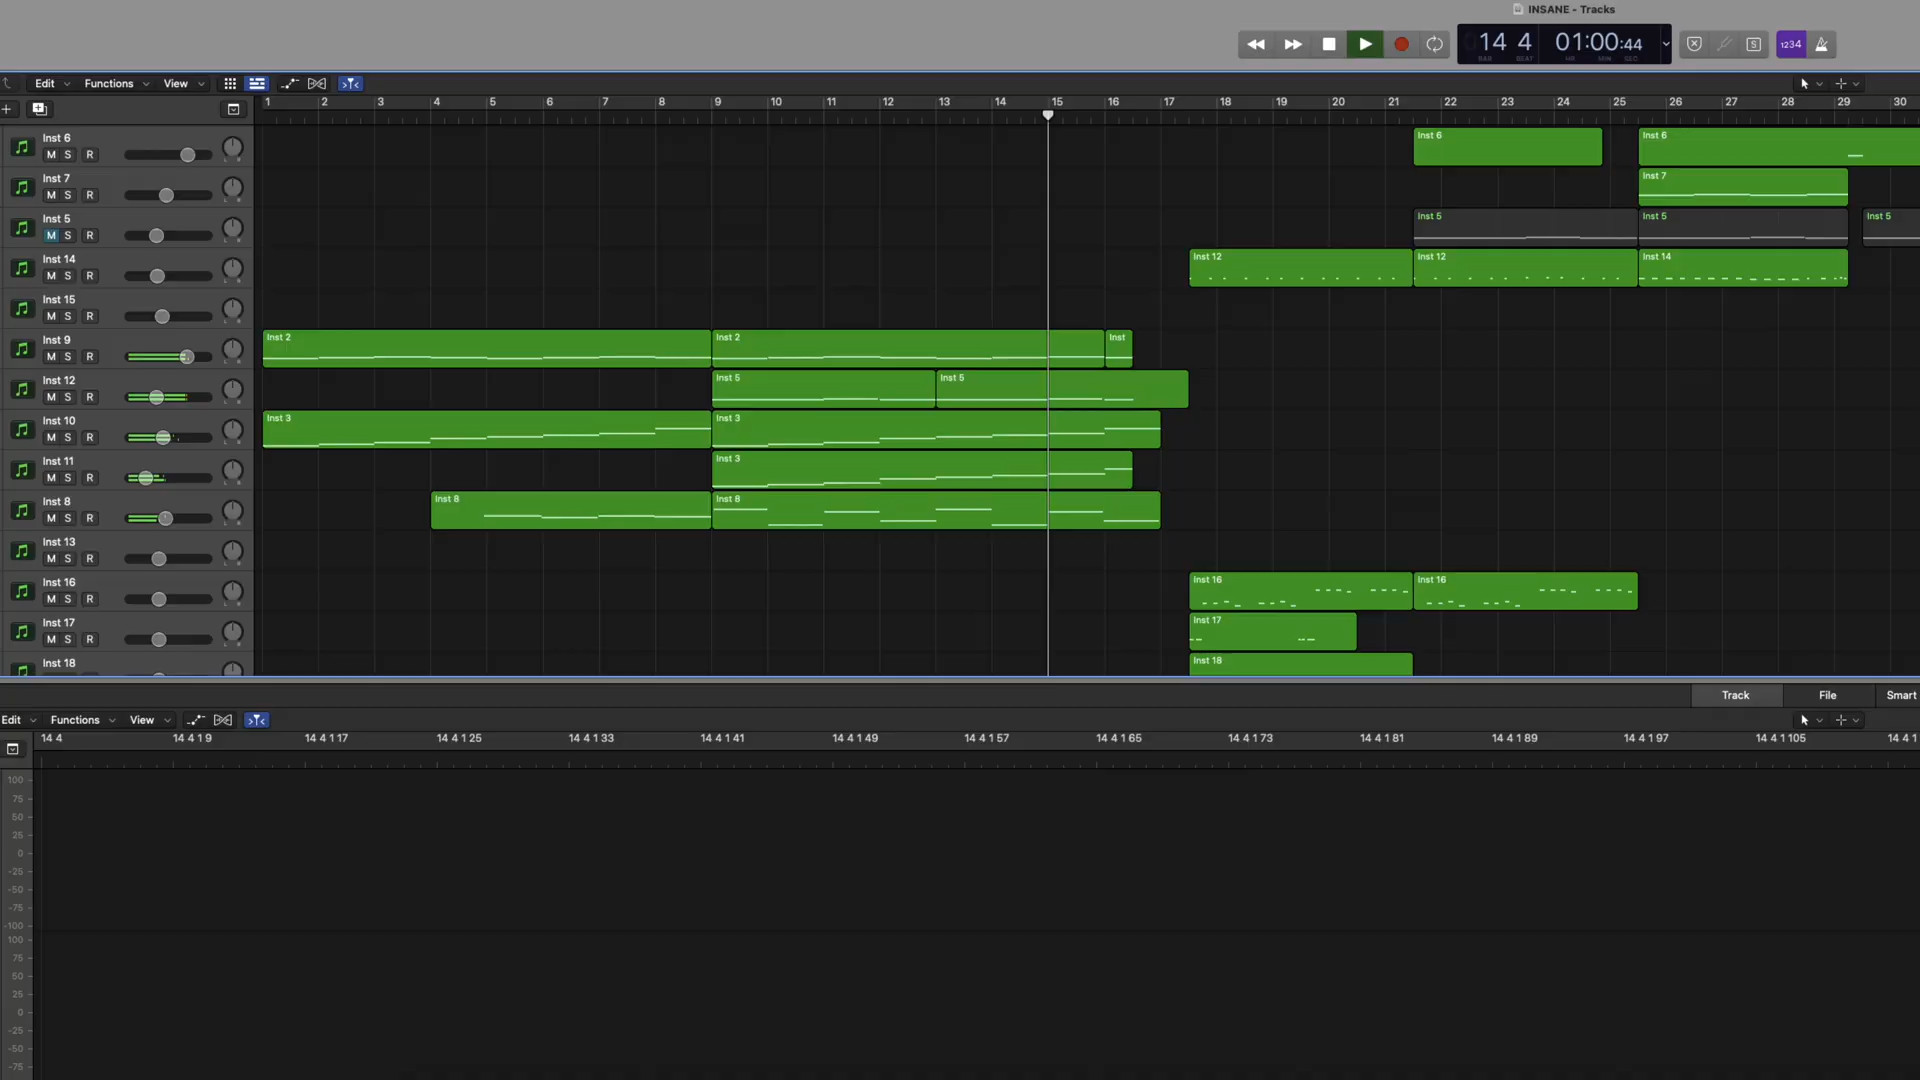 INSANE - Tracks
14 4
01:00:44
BAR BEAT HR MIN SEC
S
1234
Edit Functions View
1 2 3 4 5 6 7 8 9 10 11 12 13 14 15 16 17 18 19 20 21 22 23 24 25 26 27 28 29 30
Inst 6
M S R
Inst 6 Inst 6
Inst 7
M S R
Inst 7
Inst 5
M S R
Inst 5 Inst 5 Inst 5
Inst 14
M S R
Inst 12 Inst 12 Inst 14
Inst 15
M S R
Inst 9
M S R
Inst 2 Inst 2 Inst
Inst 12
M S R
Inst 5 Inst 5
Inst 10
M S R
Inst 3 Inst 3
Inst 11
M S R
Inst 3
Inst 8
M S R
Inst 8 Inst 8
Inst 13
M S R
Inst 16
M S R
Inst 16 Inst 16
Inst 17
M S R
Inst 17
Inst 18
Inst 18
Track File Smart
Edit Functions View
14 4 14 4 1 9 14 4 1 17 14 4 1 25 14 4 1 33 14 4 1 41 14 4 1 49 14 4 1 57 14 4 1 65 14 4 1 73 14 4 1 81 14 4 1 89 14 4 1 97 14 4 1 105 14 4 1
100
75
50
25
0
-25
-50
-75
-100
100
75
50
25
0
-25
-50
-75